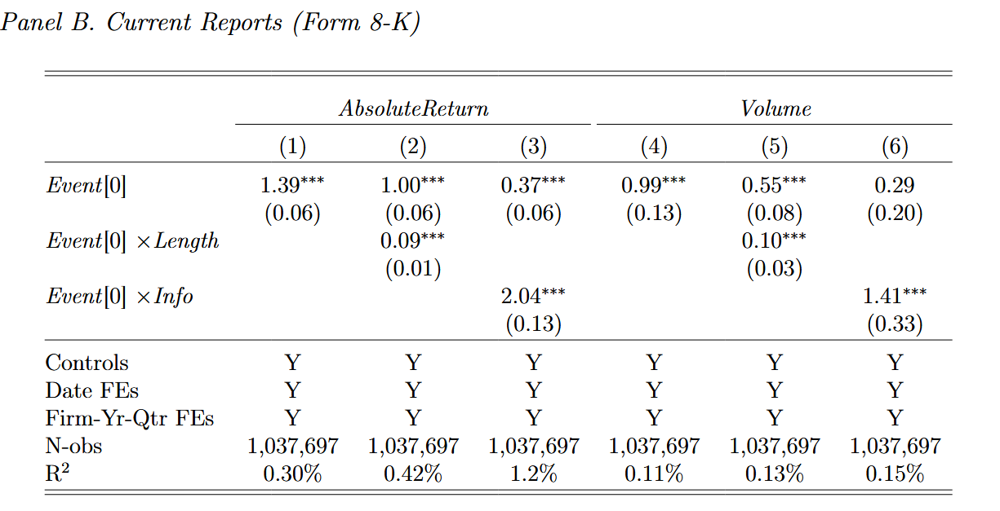 Panel B. Current Reports (Form 8-K)
AbsoluteReturn Volume
(1) (2) (3) (4) (5) (6)
Event[0] 1.39*** 1.00*** 0.37*** 0.99*** 0.55*** 0.29
(0.06) (0.06) (0.06) (0.13) (0.08) (0.20)
Event[0] ×Length 0.09*** 0.10***
(0.01) (0.03)
Event[0] ×Info 2.04*** 1.41***
(0.13) (0.33)
Controls Y Y Y Y Y Y
Date FEs Y Y Y Y Y Y
Firm-Yr-Qtr FEs Y Y Y Y Y Y
N-obs 1,037,697 1,037,697 1,037,697 1,037,697 1,037,697 1,037,697
R² 0.30% 0.42% 1.2% 0.11% 0.13% 0.15%